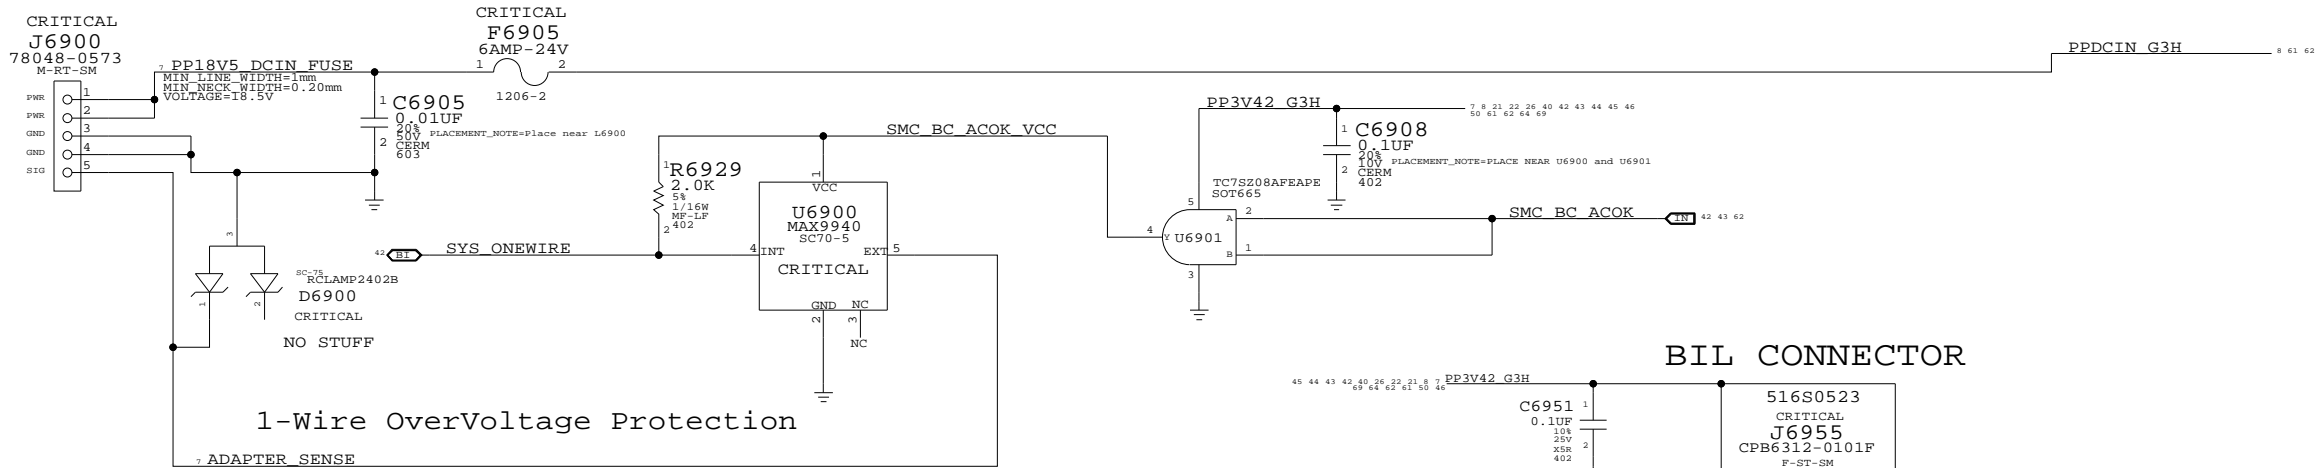 CRITICAL
J6900
78048-0573
M-RT-SM
PWR 1
PWR 2
GND 3
GND 4
SIG 5
7 PP18V5_DCIN_FUSE
MIN_LINE_WIDTH=1mm
MIN_NECK_WIDTH=0.20mm
VOLTAGE=18.5V
CRITICAL
F6905
6AMP-24V
1 2
1206-2
1 C6905
0.01UF
20%
50V PLACEMENT_NOTE=Place near L6900
2 CERM
603
PPDCIN_G3H 8 61 62
3
SC-75
RCLAMP2402B
D6900
1 2
CRITICAL
NO STUFF
42 BI SYS_ONEWIRE
1 R6929
2.0K
5%
1/16W
MF-LF
2 402
SMC_BC_ACOK_VCC
1
VCC
U6900
MAX9940
SC70-5
4 INT EXT 5
CRITICAL
GND NC
2 3
NC
PP3V42_G3H 7 8 21 22 26 40 42 43 44 45 46
50 61 62 64 69
1 C6908
0.1UF
20%
10V PLACEMENT_NOTE=PLACE NEAR U6900 and U6901
2 CERM
402
TC7SZ08AFEAPE
SOT665
5
A 2
4 Y U6901
B 1
3
SMC_BC_ACOK IN 42 43 62
1-Wire OverVoltage Protection
7 ADAPTER_SENSE
BIL CONNECTOR
45 44 43 42 40 26 22 21 8 7 PP3V42_G3H
69 64 62 61 50 46
C6951 1
0.1UF
10%
25V
X5R 2
402
516S0523
CRITICAL
J6955
CPB6312-0101F
F-ST-SM